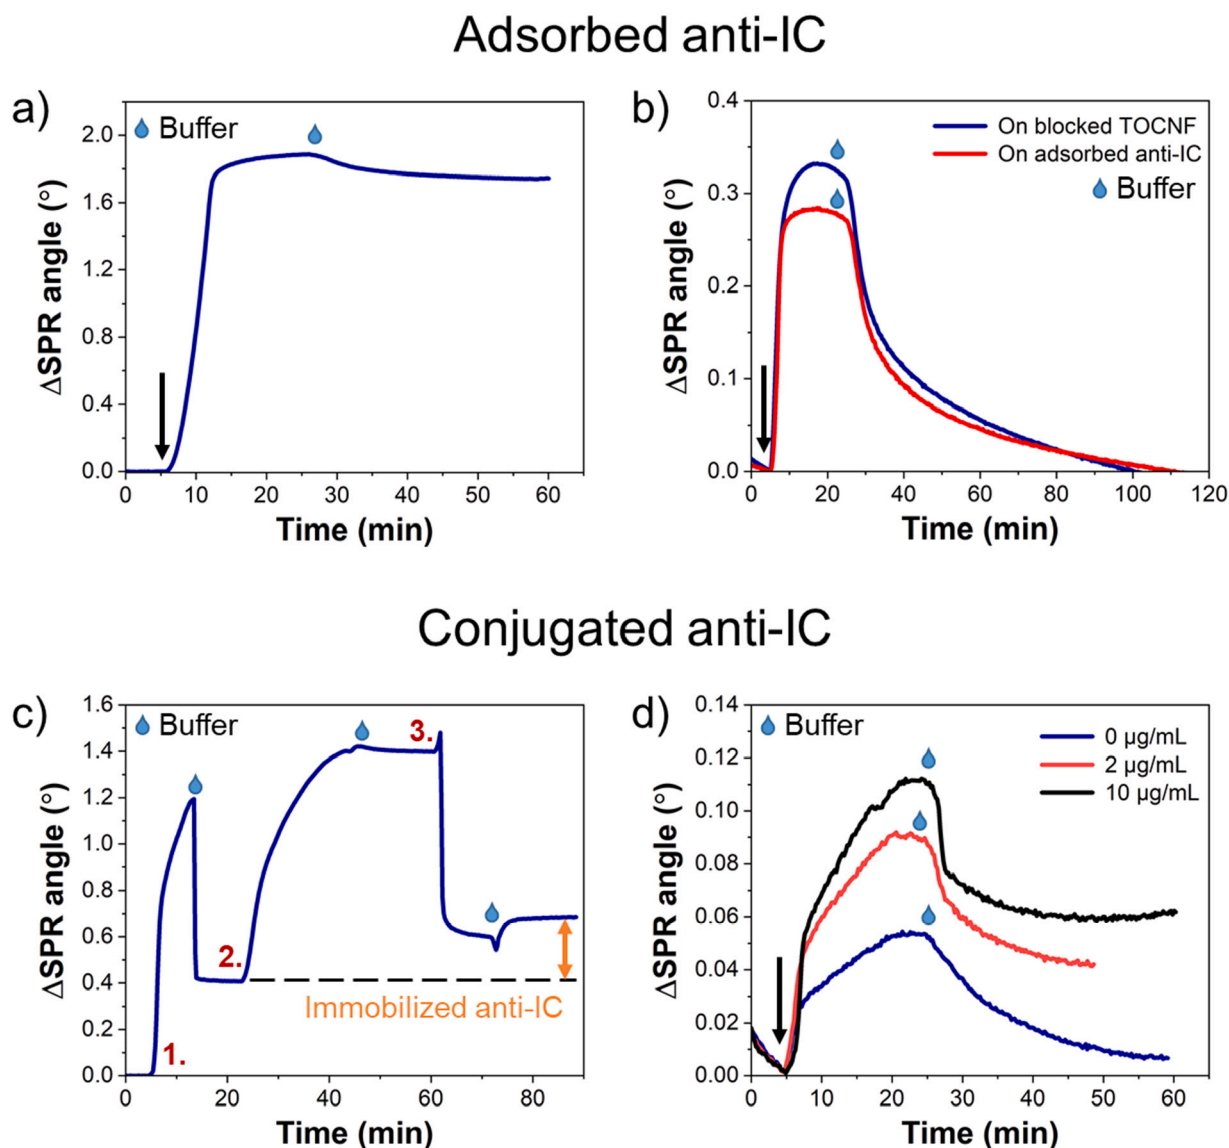 Adsorbed anti-IC
a)
Buffer
ΔSPR angle (°)
2.0
1.6
1.2
0.8
0.4
0.0
0 10 20 30 40 50 60
Time (min)
b)
On blocked TOCNF
On adsorbed anti-IC
Buffer
ΔSPR angle (°)
0.4
0.3
0.2
0.1
0.0
0 20 40 60 80 100 120
Time (min)
Conjugated anti-IC
c)
Buffer
ΔSPR angle (°)
1.6
1.4
1.2
1.0
0.8
0.6
0.4
0.2
0.0
1.
2.
3.
Immobilized anti-IC
0 20 40 60 80
Time (min)
d)
Buffer
0 µg/mL
2 µg/mL
10 µg/mL
ΔSPR angle (°)
0.14
0.12
0.10
0.08
0.06
0.04
0.02
0.00
0 10 20 30 40 50 60
Time (min)